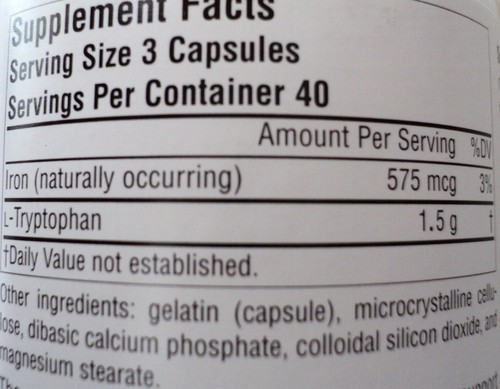 Supplement Facts
Serving Size 3 Capsules
Servings Per Container 40
Amount Per Serving %DV
Iron (naturally occurring) 575 mcg 3%
L-Tryptophan 1.5 g †
†Daily Value not established.
Other ingredients: gelatin (capsule), microcrystalline cellu-
lose, dibasic calcium phosphate, colloidal silicon dioxide, and
magnesium stearate.